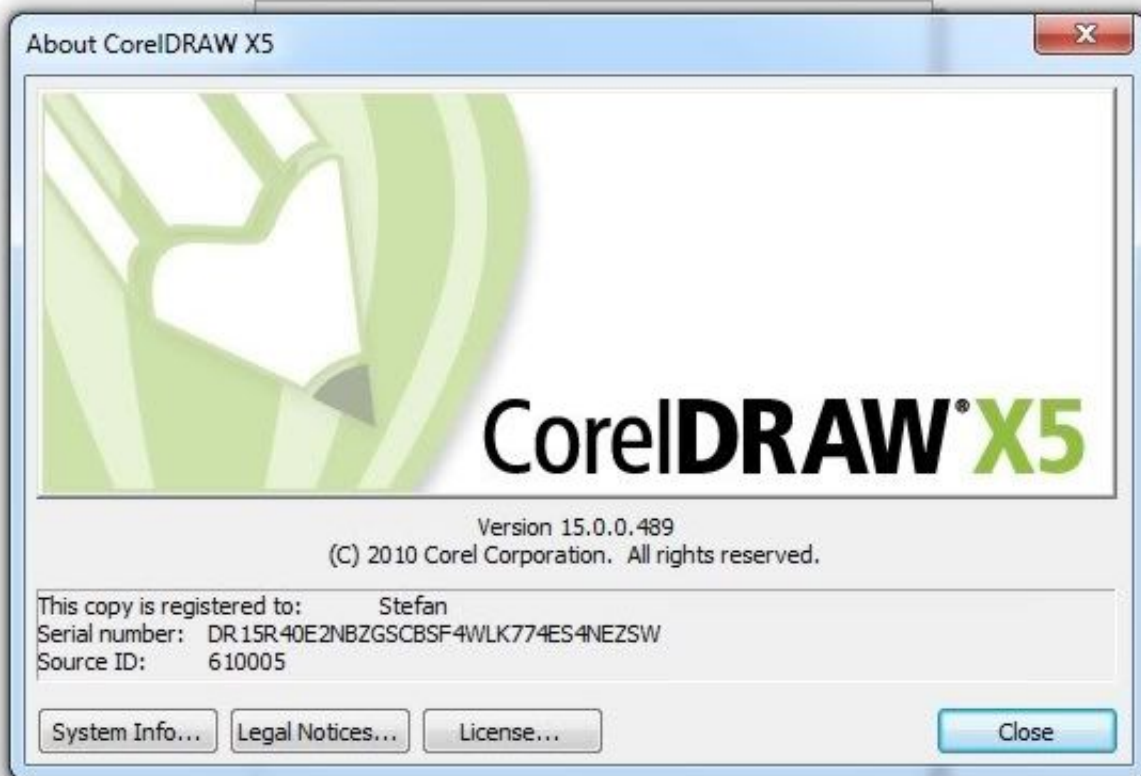 About CorelDRAW X5
CorelDRAW® X5
Version 15.0.0.489
(C) 2010 Corel Corporation. All rights reserved.
This copy is registered to: Stefan
Serial number: DR15R40E2NBZGSCBSF4WLK774ES4NEZSW
Source ID: 610005
System Info... Legal Notices... License... Close